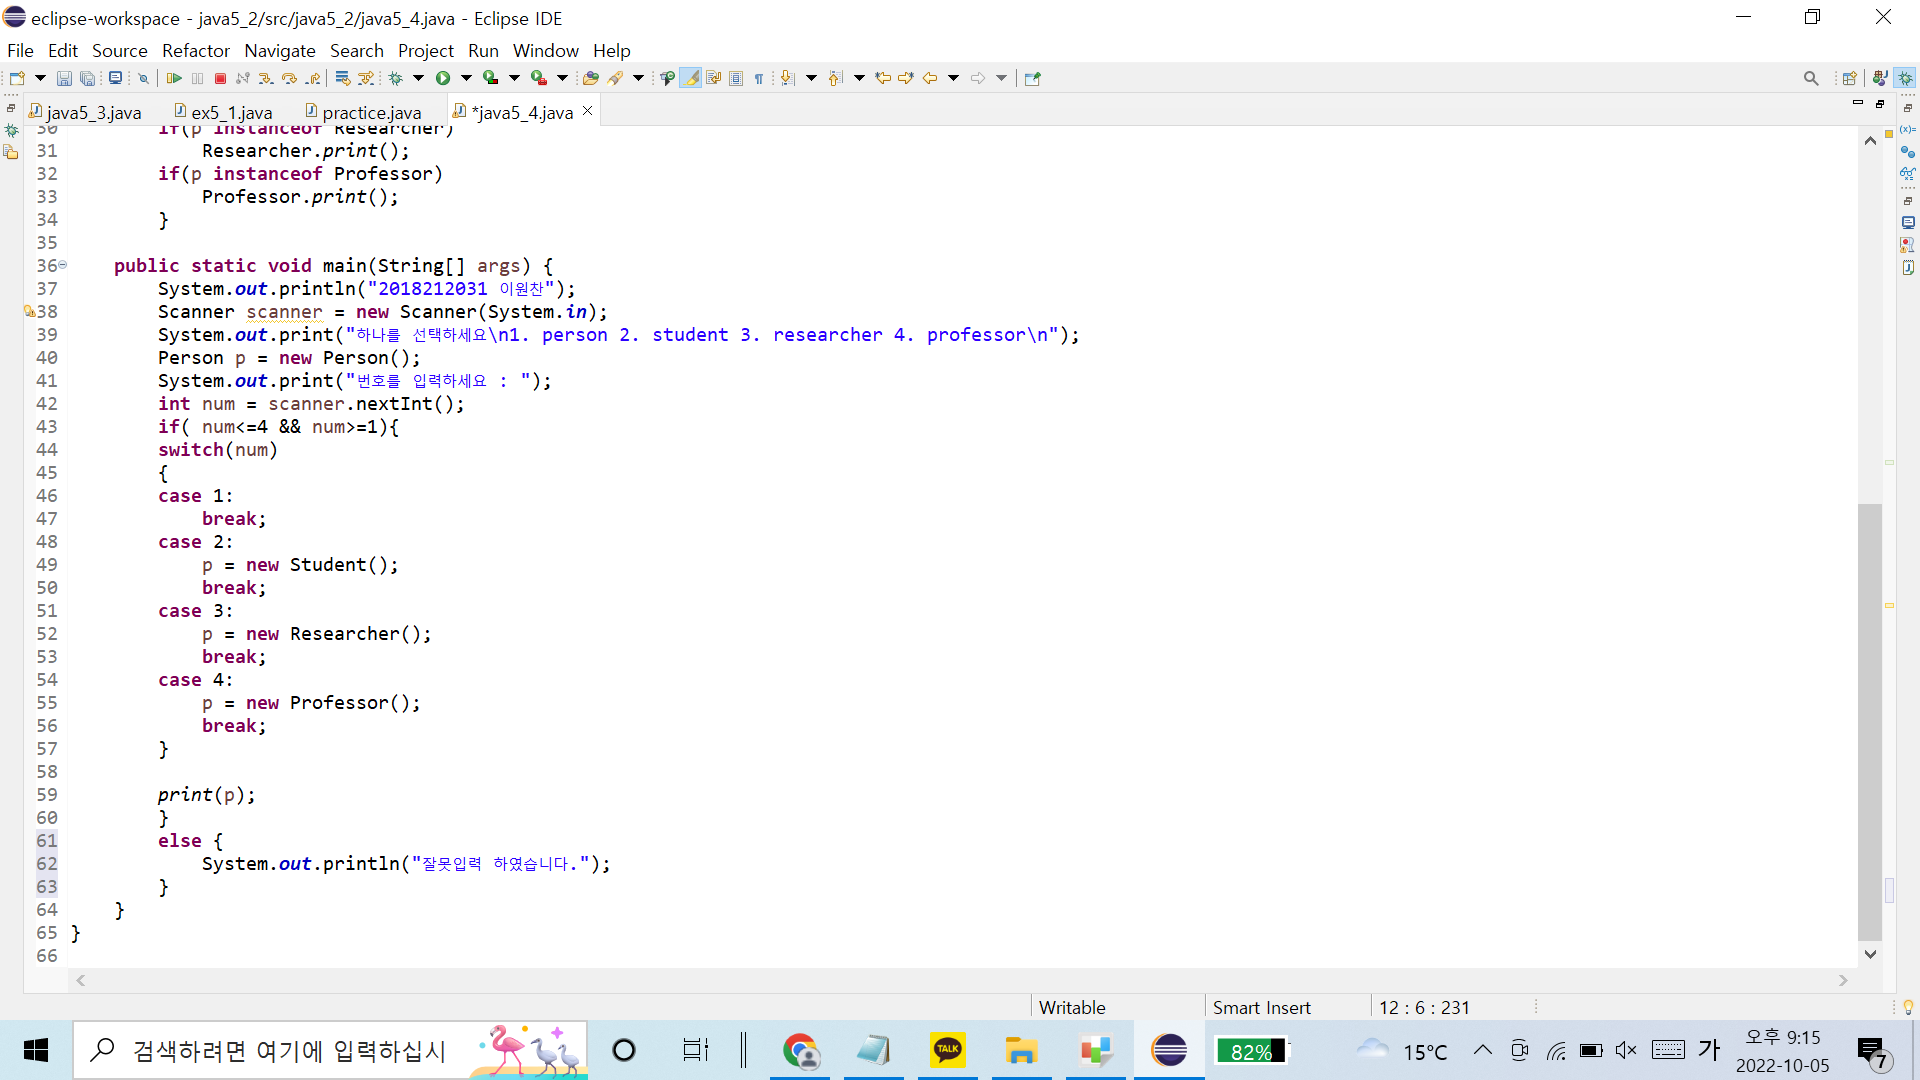 eclipse-workspace - java5_2/src/java5_2/java5_4.java - Eclipse IDE
File Edit Source Refactor Navigate Search Project Run Window Help
java5_3.java ex5_1.java practice.java *java5_4.java
30 if(p instanceof Researcher)
31 Researcher.print();
32 if(p instanceof Professor)
33 Professor.print();
34 }
35
36 public static void main(String[] args) {
37 System.out.println("2018212031 이원찬");
38 Scanner scanner = new Scanner(System.in);
39 System.out.print("하나를 선택하세요\n1. person 2. student 3. researcher 4. professor\n");
40 Person p = new Person();
41 System.out.print("번호를 입력하세요 : ");
42 int num = scanner.nextInt();
43 if( num<=4 && num>=1){
44 switch(num)
45 {
46 case 1:
47 break;
48 case 2:
49 p = new Student();
50 break;
51 case 3:
52 p = new Researcher();
53 break;
54 case 4:
55 p = new Professor();
56 break;
57 }
58
59 print(p);
60 }
61 else {
62 System.out.println("잘못입력 하였습니다.");
63 }
64 }
65 }
66
Writable Smart Insert 12 : 6 : 231
검색하려면 여기에 입력하십시
TALK
82%
15°C
가
오후 9:15
2022-10-05
7